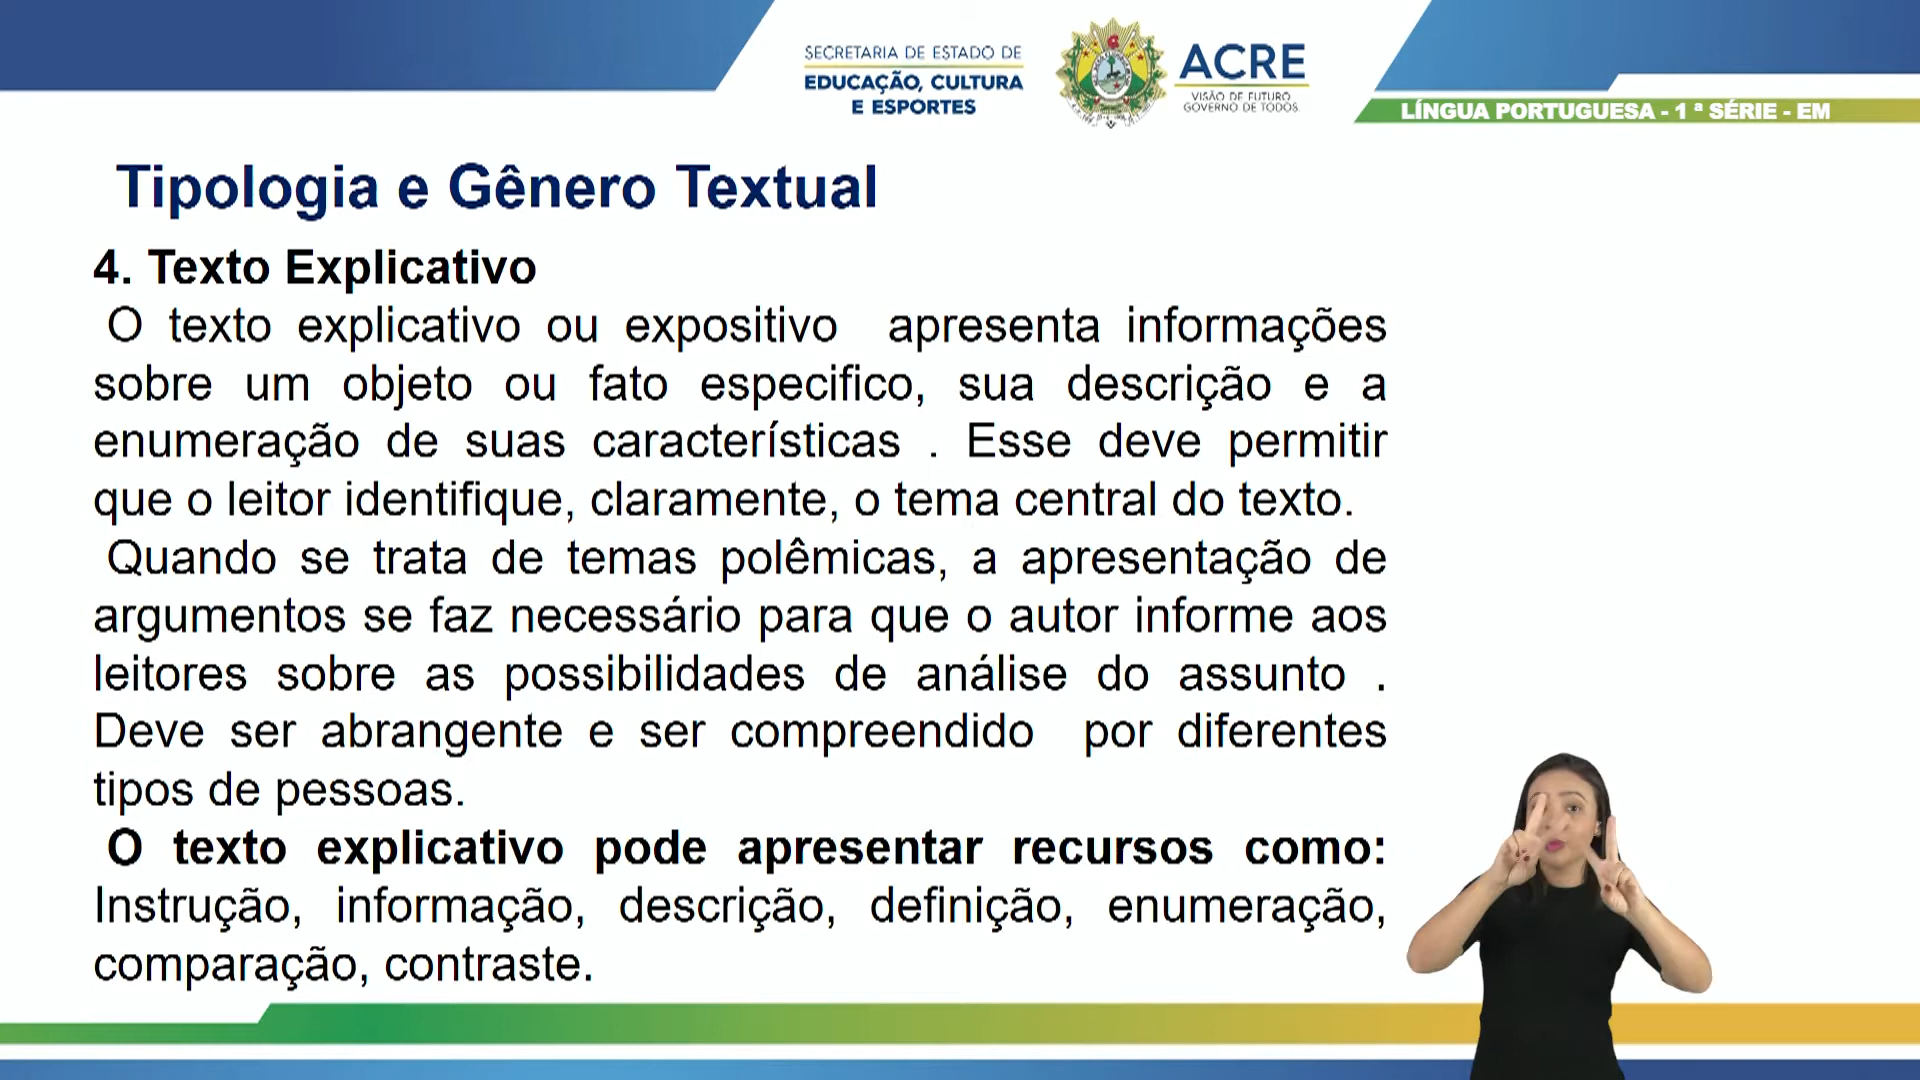 SECRETARIA DE ESTADO DE
EDUCAÇÃO, CULTURA
E ESPORTES
ACRE
VISÃO DE FUTURO
GOVERNO DE TODOS
LÍNGUA PORTUGUESA - 1 ª SÉRIE - EM
Tipologia e Gênero Textual
4. Texto Explicativo
O texto explicativo ou expositivo apresenta informações
sobre um objeto ou fato especifico, sua descrição e a
enumeração de suas características . Esse deve permitir
que o leitor identifique, claramente, o tema central do texto.
Quando se trata de temas polêmicas, a apresentação de
argumentos se faz necessário para que o autor informe aos
leitores sobre as possibilidades de análise do assunto .
Deve ser abrangente e ser compreendido por diferentes
tipos de pessoas.
O texto explicativo pode apresentar recursos como:
Instrução, informação, descrição, definição, enumeração,
comparação, contraste.